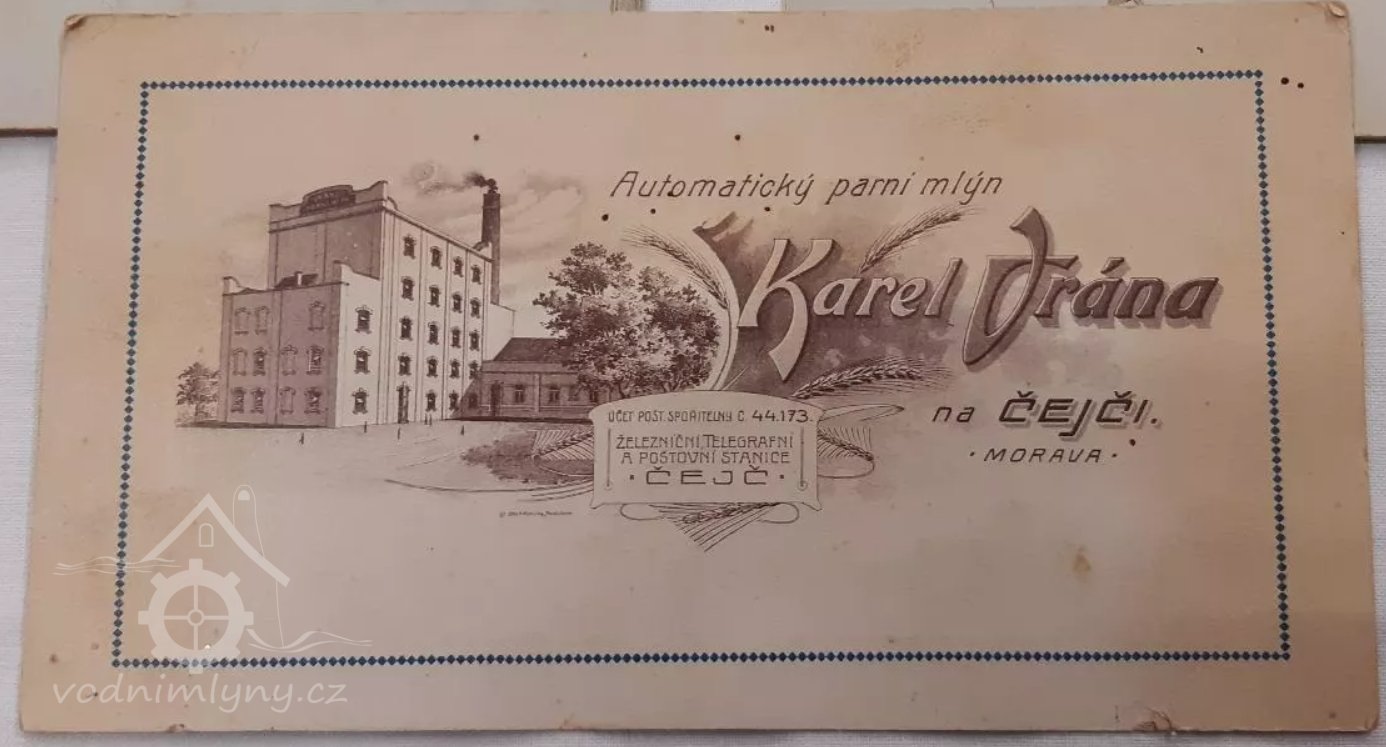 Automatický parní mlýn
Karel Vrána
na ČEJČI.
· MORAVA ·
ÚČET POŠT. SPOŘITELNY Č. 44.173.
ŽELEZNIČNÍ, TELEGRAFNÍ
A POŠTOVNÍ STANICE
· ČEJČ ·
vodnimlyny.cz